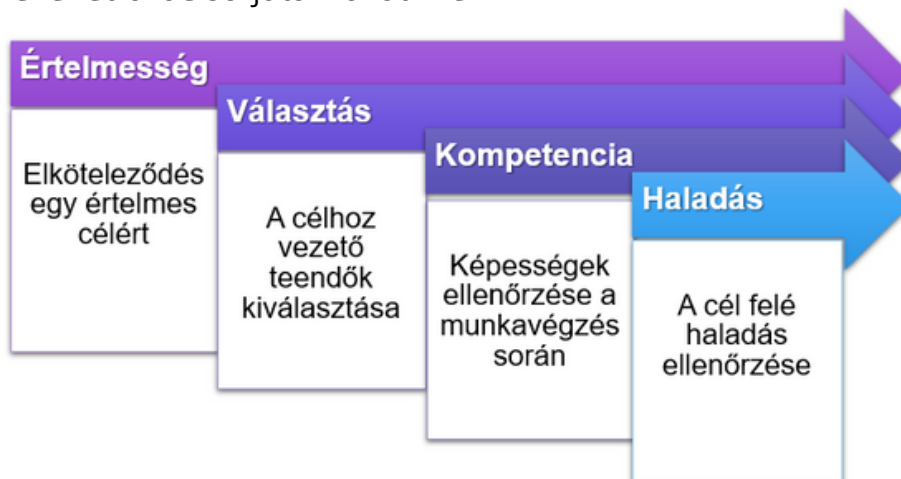 Értelmesség
Elköteleződés
egy értelmes
célért
Választás
A célhoz
vezető
teendők
kiválasztása
Kompetencia
Képességek
ellenőrzése a
munkavégzés
során
Haladás
A cél felé
haladás
ellenőrzése